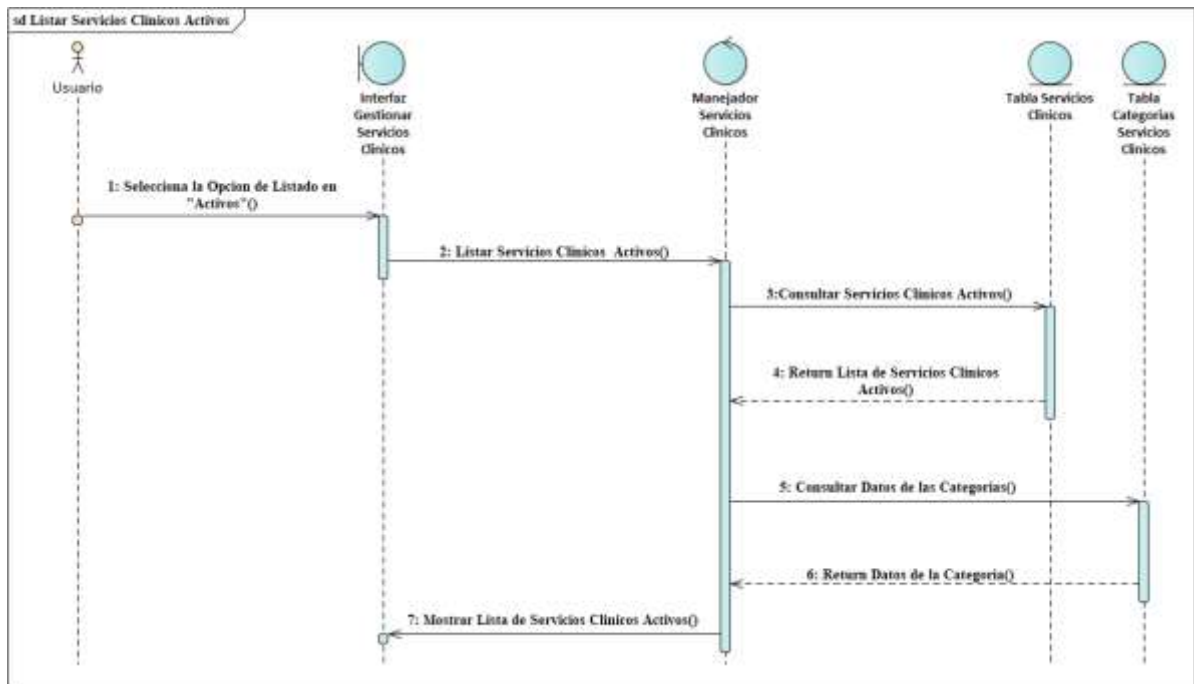 sd Listar Servicios Clinicos Activos
Usuario
Interfaz
Gestionar
Servicios
Clinicos
Manejador
Servicios
Clinicos
Tabla Servicios
Clinicos
Tabla
Categorias
Servicios
Clinicos
1: Selecciona la Opcion de Listado en
"Activos"()
2: Listar Servicios Clinicos Activos()
3:Consultar Servicios Clinicos Activos()
4: Return Lista de Servicios Clinicos
Activos()
5: Consultar Datos de las Categorias()
6: Return Datos de la Categoria()
7: Mostrar Lista de Servicios Clinicos Activos()